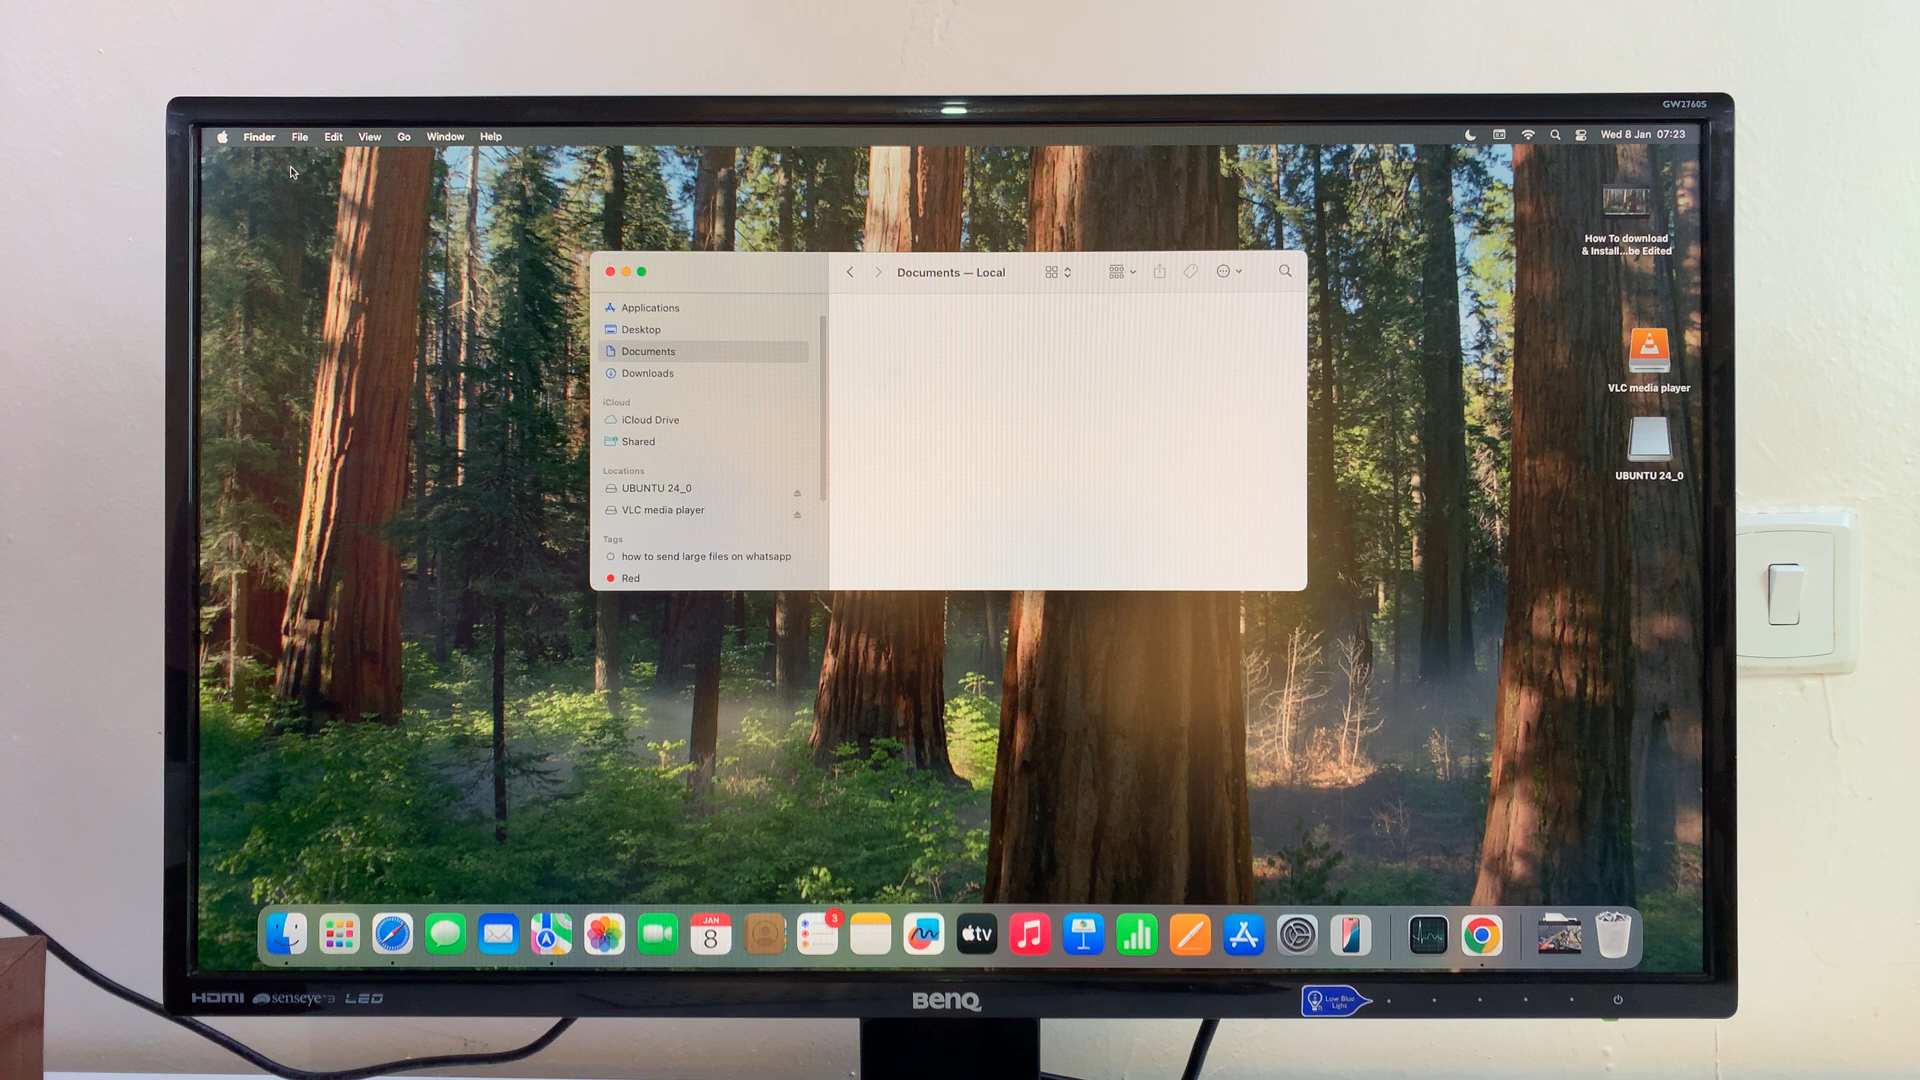 GW2760S
Finder File Edit View Go Window Help
Wed 8 Jan 07:23
How To download
& Install...be Edited
VLC media player
UBUNTU 24_0
Documents — Local
Applications
Desktop
Documents
Downloads
iCloud
iCloud Drive
Shared
Locations
UBUNTU 24_0
VLC media player
Tags
how to send large files on whatsapp
Red
JAN
8
3
tv
HDMI senseye 3 LED
BenQ
Low Blue
Light